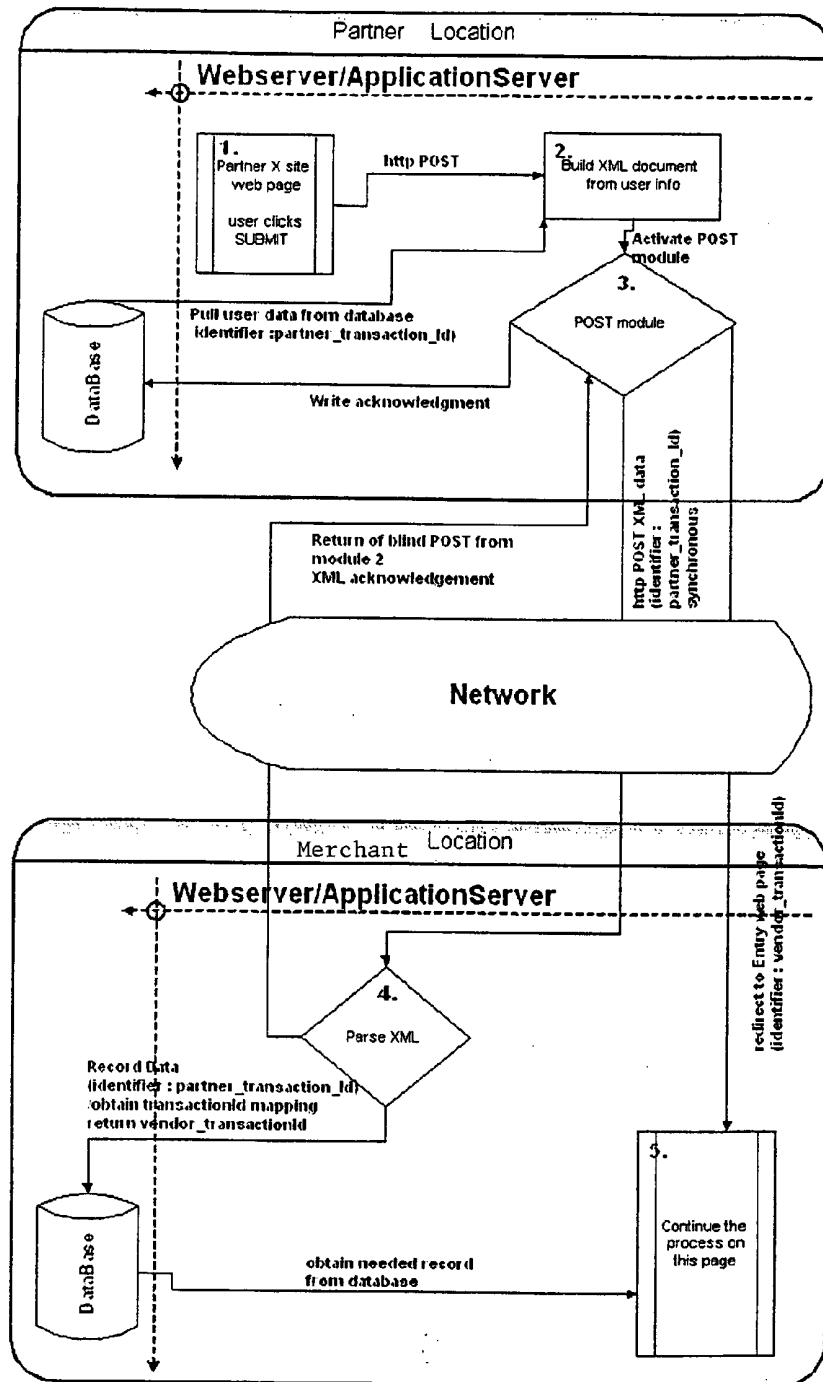 Partner Location
Webserver/ApplicationServer
1.
Partner X site
web page
user clicks
SUBMIT
http POST
2.
Build XML document
from user info
Activate POST
module
3.
POST module
Pull user data from database
identifier :partner_transaction_Id)
DataBase
Write acknowledgment
http POST XML data
(identifier :
partner_transaction_Id)
synchronous
Return of blind POST from
module 2
XML acknowledgement
Network
Merchant Location
Webserver/ApplicationServer
redirect to Entry web page
(identifier : vendor_transactionId)
4.
Parse XML
Record Data
(identifier : partner_transaction_Id)
/obtain transactionId mapping
return vendor_transactionId
5.
Continue the
process on
this page
DataBase
obtain needed record
from database